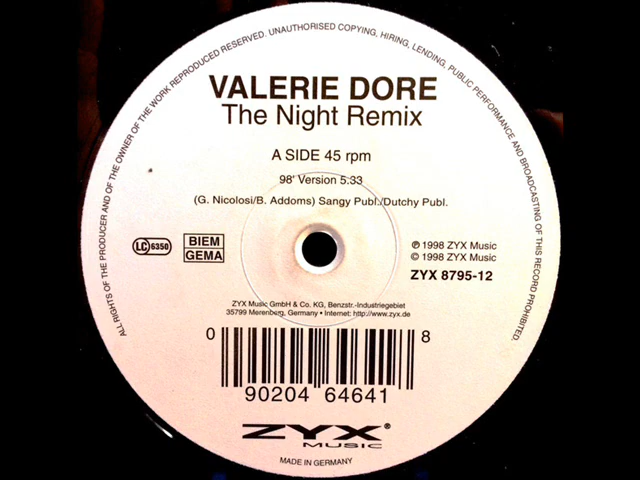 ALL RIGHTS OF THE PRODUCER AND OF THE OWNER OF THE WORK REPRODUCED RESERVED. UNAUTHORISED COPYING, HIRING, LENDING, PUBLIC PERFORMANCE AND BROADCASTING OF THIS RECORD PROHIBITED.
VALERIE DORE
The Night Remix
A SIDE 45 rpm
98' Version 5.33
(G. Nicolosi/B. Addoms) Sangy Publ./Dutchy Publ.
LC 6350
BIEM
GEMA
℗ 1998 ZYX Music
© 1998 ZYX Music
ZYX 8795-12
ZYX Music GmbH & Co. KG, Benzstr.-Industriegebiet
35799 Merenberg, Germany • Internet: http://www.zyx.de
0 90204 64641 8
ZYX®
MUSIC
MADE IN GERMANY